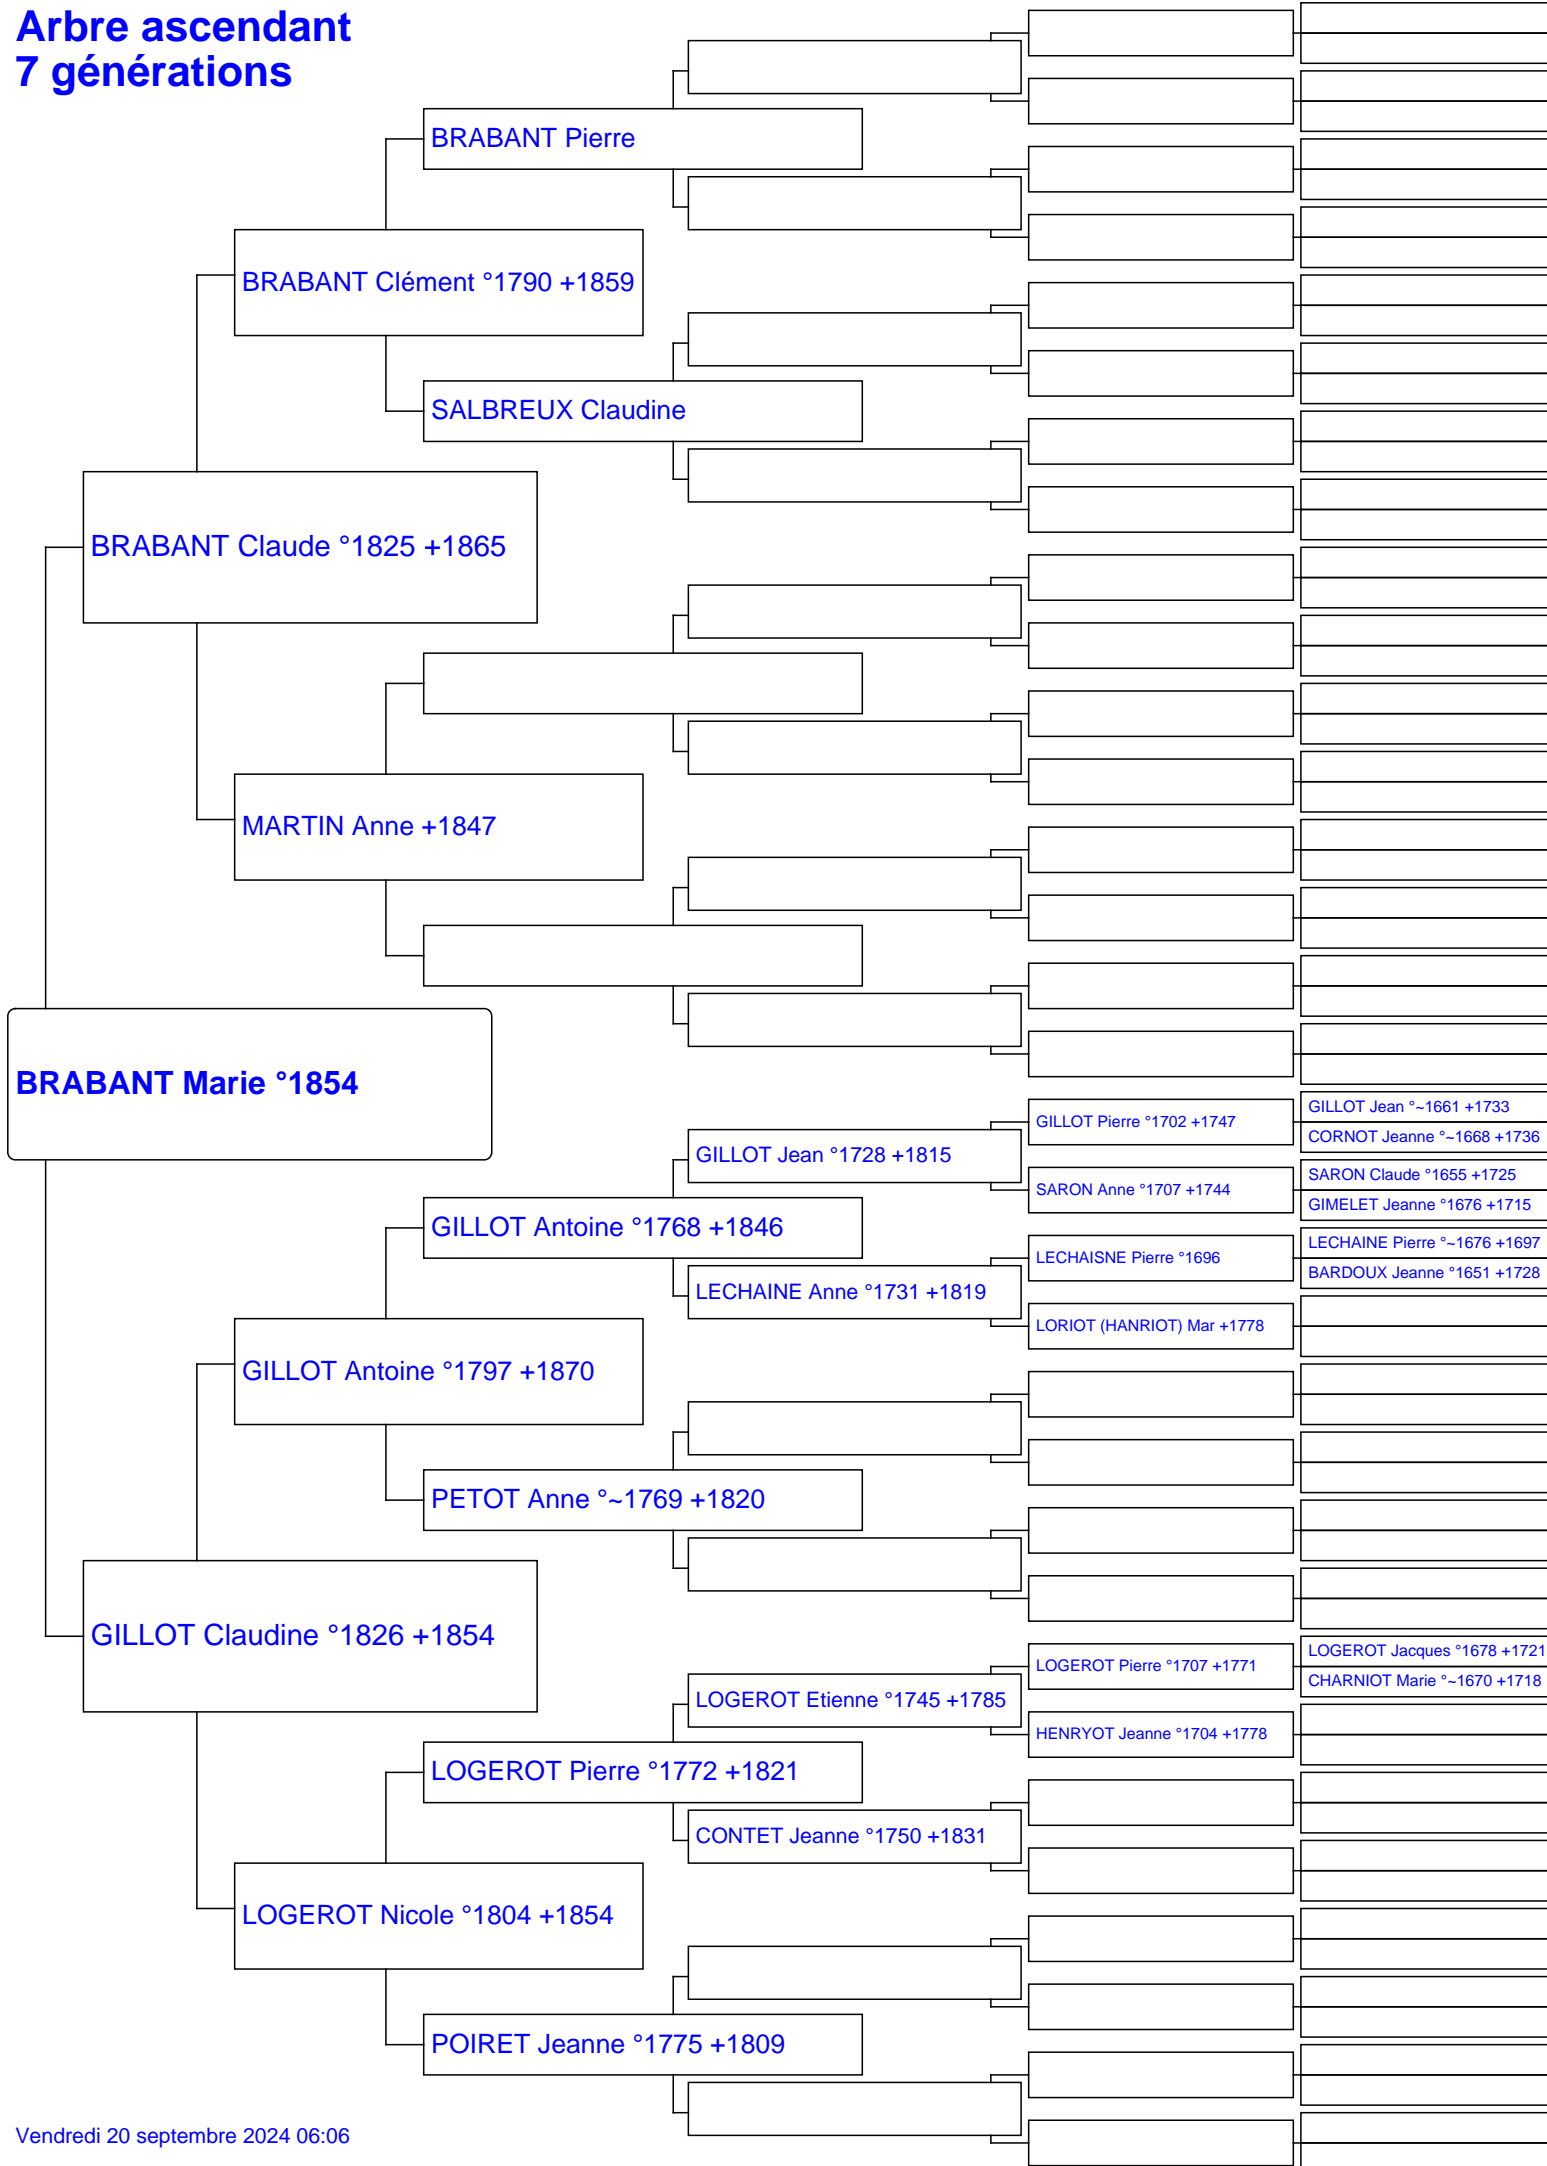 Arbre ascendant
7 générations
BRABANT Pierre
BRABANT Clément °1790 +1859
SALBREUX Claudine
BRABANT Claude °1825 +1865
MARTIN Anne +1847
BRABANT Marie °1854
GILLOT Jean °~1661 +1733
GILLOT Pierre °1702 +1747
CORNOT Jeanne °~1668 +1736
GILLOT Jean °1728 +1815
SARON Claude °1655 +1725
SARON Anne °1707 +1744
GIMELET Jeanne °1676 +1715
GILLOT Antoine °1768 +1846
LECHAINE Pierre °~1676 +1697
LECHAISNE Pierre °1696
BARDOUX Jeanne °1651 +1728
LECHAINE Anne °1731 +1819
LORIOT (HANRIOT) Mar +1778
GILLOT Antoine °1797 +1870
PETOT Anne °~1769 +1820
GILLOT Claudine °1826 +1854
LOGEROT Jacques °1678 +1721
LOGEROT Pierre °1707 +1771
CHARNIOT Marie °~1670 +1718
LOGEROT Etienne °1745 +1785
HENRYOT Jeanne °1704 +1778
LOGEROT Pierre °1772 +1821
CONTET Jeanne °1750 +1831
LOGEROT Nicole °1804 +1854
POIRET Jeanne °1775 +1809
Vendredi 20 septembre 2024 06:06